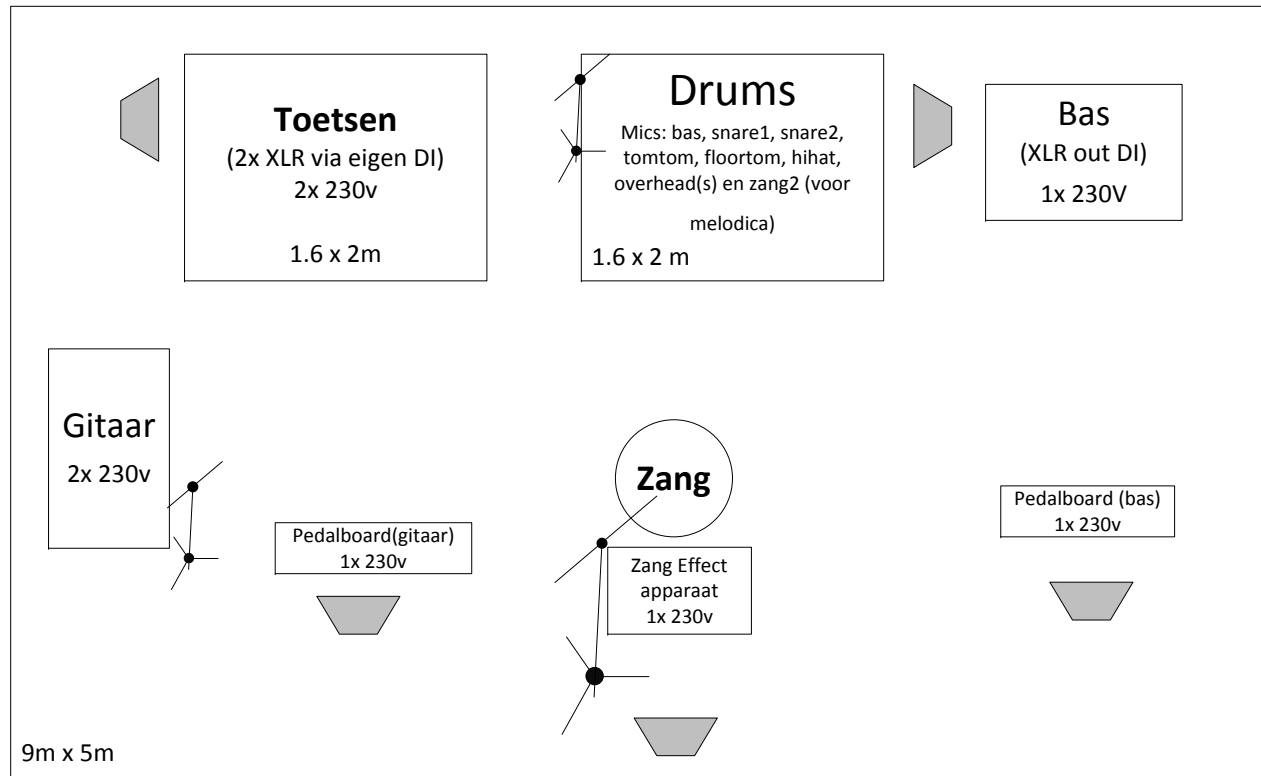 Toetsen
(2x XLR via eigen DI)
2x 230v
1.6 x 2m
Drums
Mics: bas, snare1, snare2,
tomtom, floortom, hihat,
overhead(s) en zang2 (voor
melodica)
1.6 x 2 m
Bas
(XLR out DI)
1x 230V
Gitaar
2x 230v
Pedalboard(gitaar)
1x 230v
Zang
Zang Effect
apparaat
1x 230v
Pedalboard (bas)
1x 230v
9m x 5m